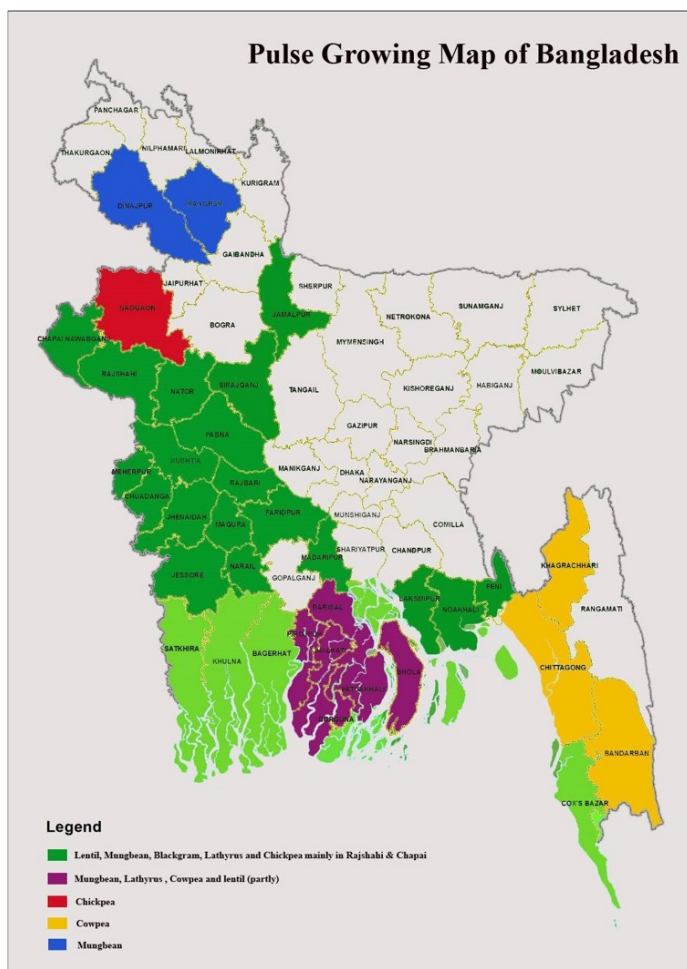 Pulse Growing Map of Bangladesh
PANCHAGAR
THAKURGAON
NILPHAMARI
LALMONIRHAT
KURIGRAM
DINAJPUR
RANGPUR
GAIBANDHA
JAIPURHAT
SHERPUR
NAOGAON
BOGRA
JAMALPUR
NETROKONA
SUNAMGANJ
SYLHET
MYMENSINGH
CHAPAI NAWABGANJ
RAJSHAHI
NATOR
SIRAJGANJ
TANGAIL
KISHOREGANJ
HABIGANJ
MOULVIBAZAR
GAZIPUR
PABNA
NARSINGDI
BRAHMANBARIA
MEHERPUR
KUSHTIA
MANIKGANJ
DHAKA
NARAYANGANJ
CHUADANGA
RAJBARI
JHENAIDAH
MAGURA
FARIDPUR
MUNSHIGANJ
COMILLA
SHARIYATPUR
CHANDPUR
MADARIPUR
JESSORE
NARAIL
GOPALGANJ
KHAGRACHHARI
RANGAMATI
FENI
LAKSMIPUR
NOAKHALI
BARISAL
SATKHIRA
KHULNA
BAGERHAT
BHOLA
CHITTAGONG
BANDARBAN
COX'S BAZAR
Legend
Lentil, Mungbean, Blackgram, Lathyrus and Chickpea mainly in Rajshahi & Chapai
Mungbean, Lathyrus , Cowpea and lentil (partly)
Chickpea
Cowpea
Mungbean